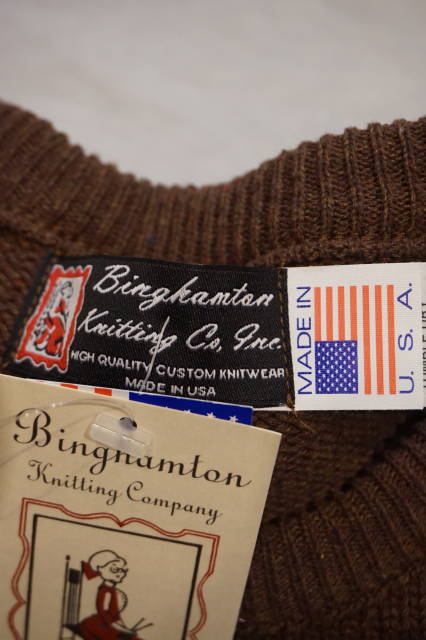 Binghamton
Knitting Co, Inc.
HIGH QUALITY CUSTOM KNITWEAR
MADE IN USA
MADE IN
U.S.A.
Binghamton
Knitting Company